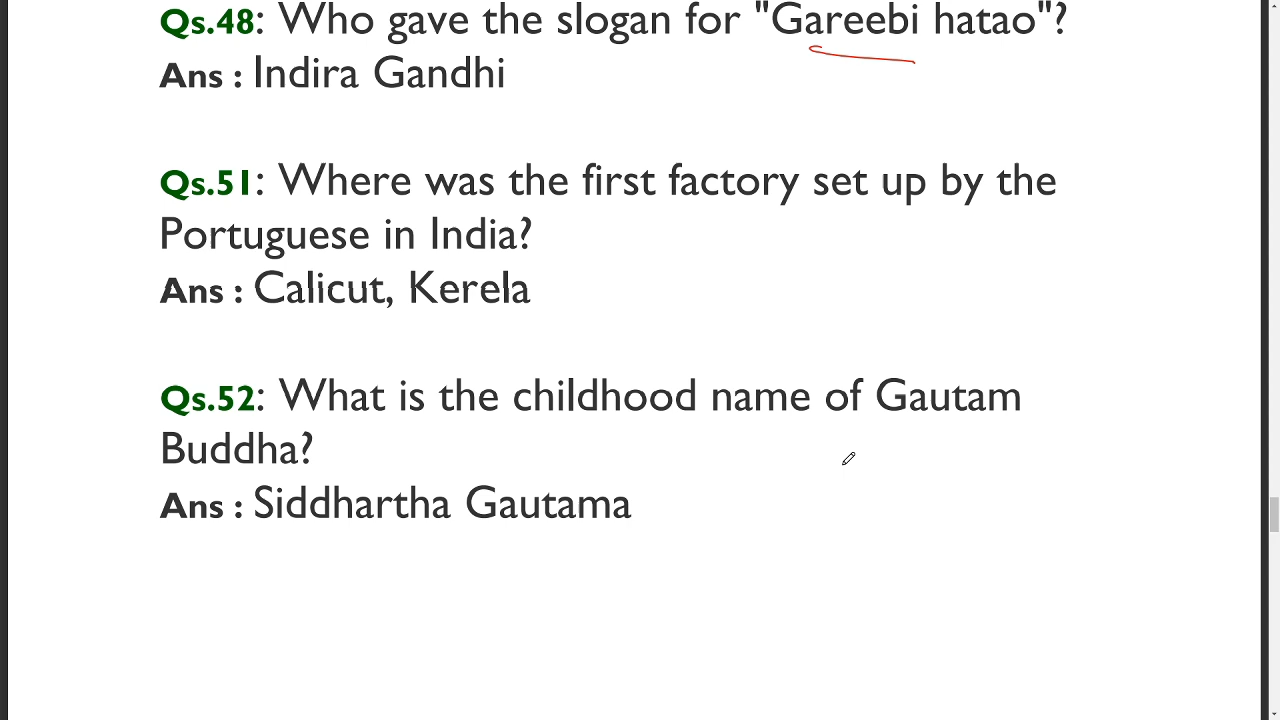 Qs.48: Who gave the slogan for "Gareebi hatao"?
Ans : Indira Gandhi
Qs.51: Where was the first factory set up by the
Portuguese in India?
Ans : Calicut, Kerela
Qs.52: What is the childhood name of Gautam
Buddha?
Ans : Siddhartha Gautama